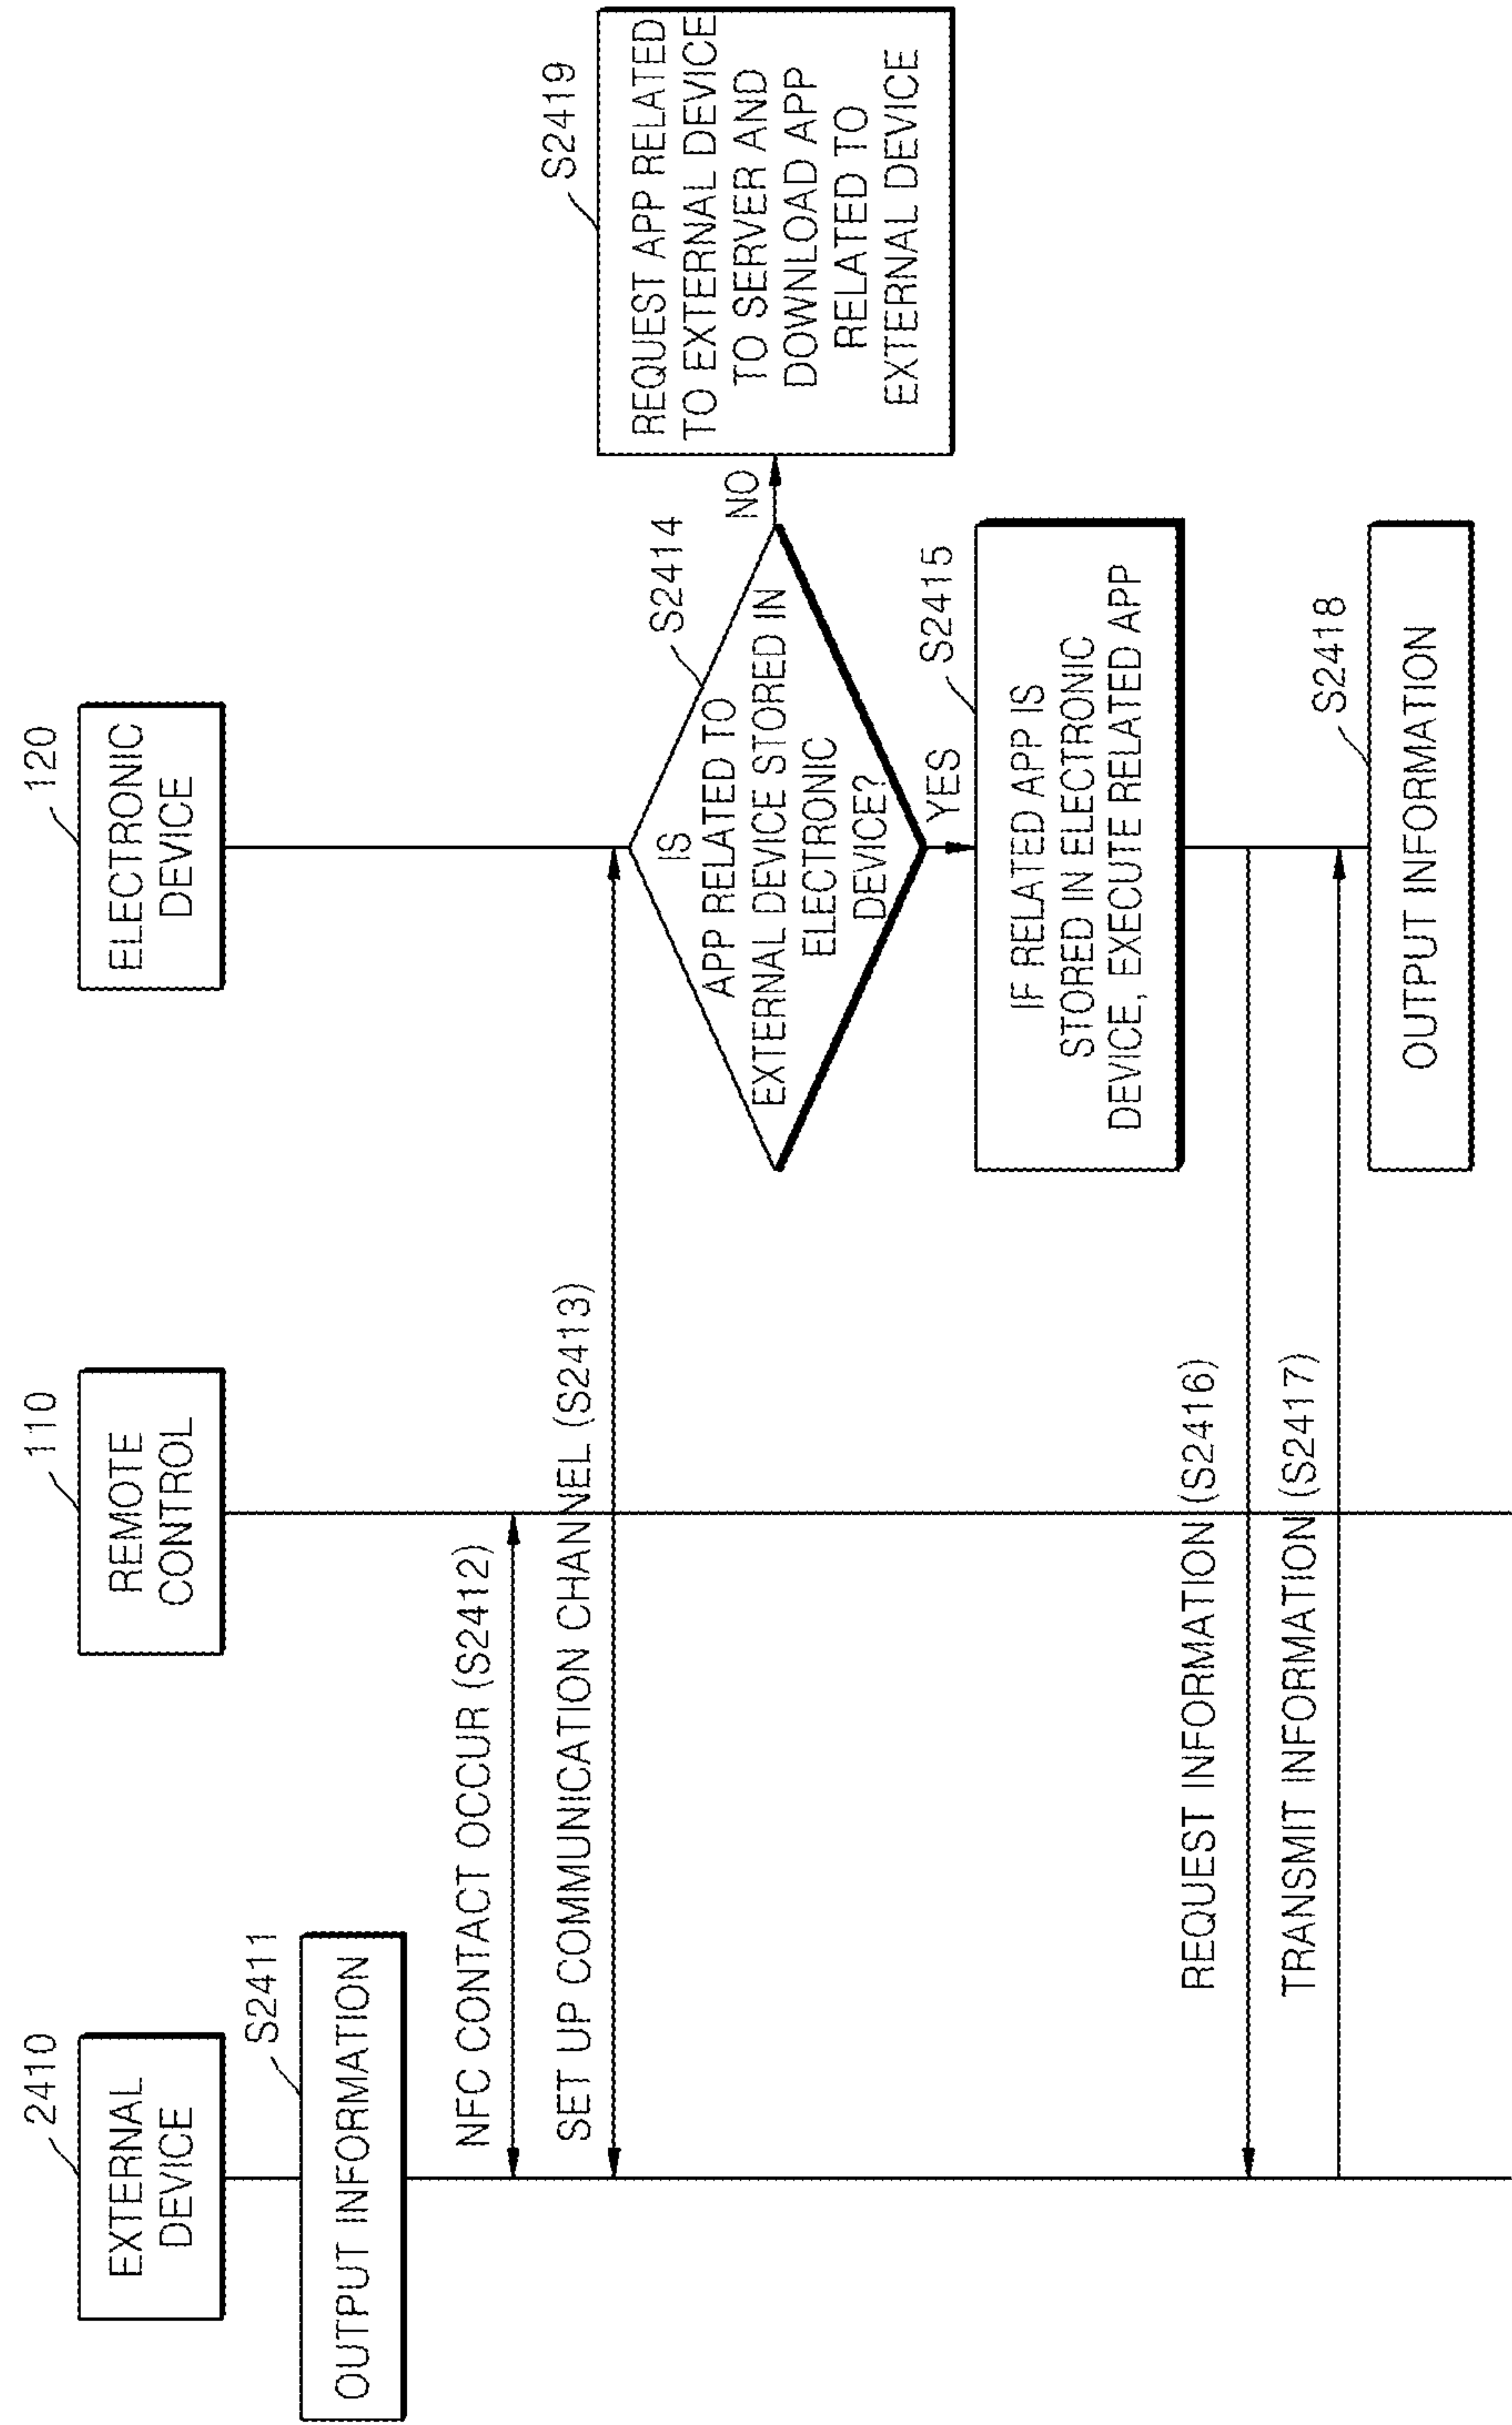 2410
EXTERNAL
DEVICE
110
REMOTE
CONTROL
120
ELECTRONIC
DEVICE
S2411
OUTPUT INFORMATION
NFC CONTACT OCCUR (S2412)
SET UP COMMUNICATION CHANNEL (S2413)
S2414
IS
APP RELATED TO
EXTERNAL DEVICE STORED IN
ELECTRONIC
DEVICE?
NO
S2419
REQUEST APP RELATED
TO EXTERNAL DEVICE
TO SERVER AND
DOWNLOAD APP
RELATED TO
EXTERNAL DEVICE
YES
S2415
IF RELATED APP IS
STORED IN ELECTRONIC
DEVICE, EXECUTE RELATED APP
REQUEST INFORMATION (S2416)
TRANSMIT INFORMATION (S2417)
S2418
OUTPUT INFORMATION